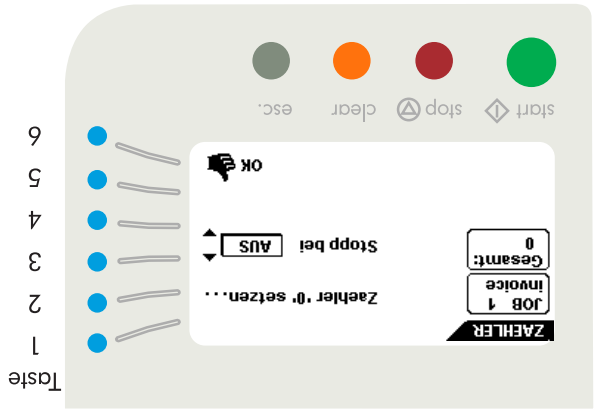 Taste
ZAEHLER
1
JOB 1
invoice
Zaehler '0' setzen...
2
Gesamt:
0
3
Stopp bei AUS
4
5
OK
6
start
stop
clear
esc.